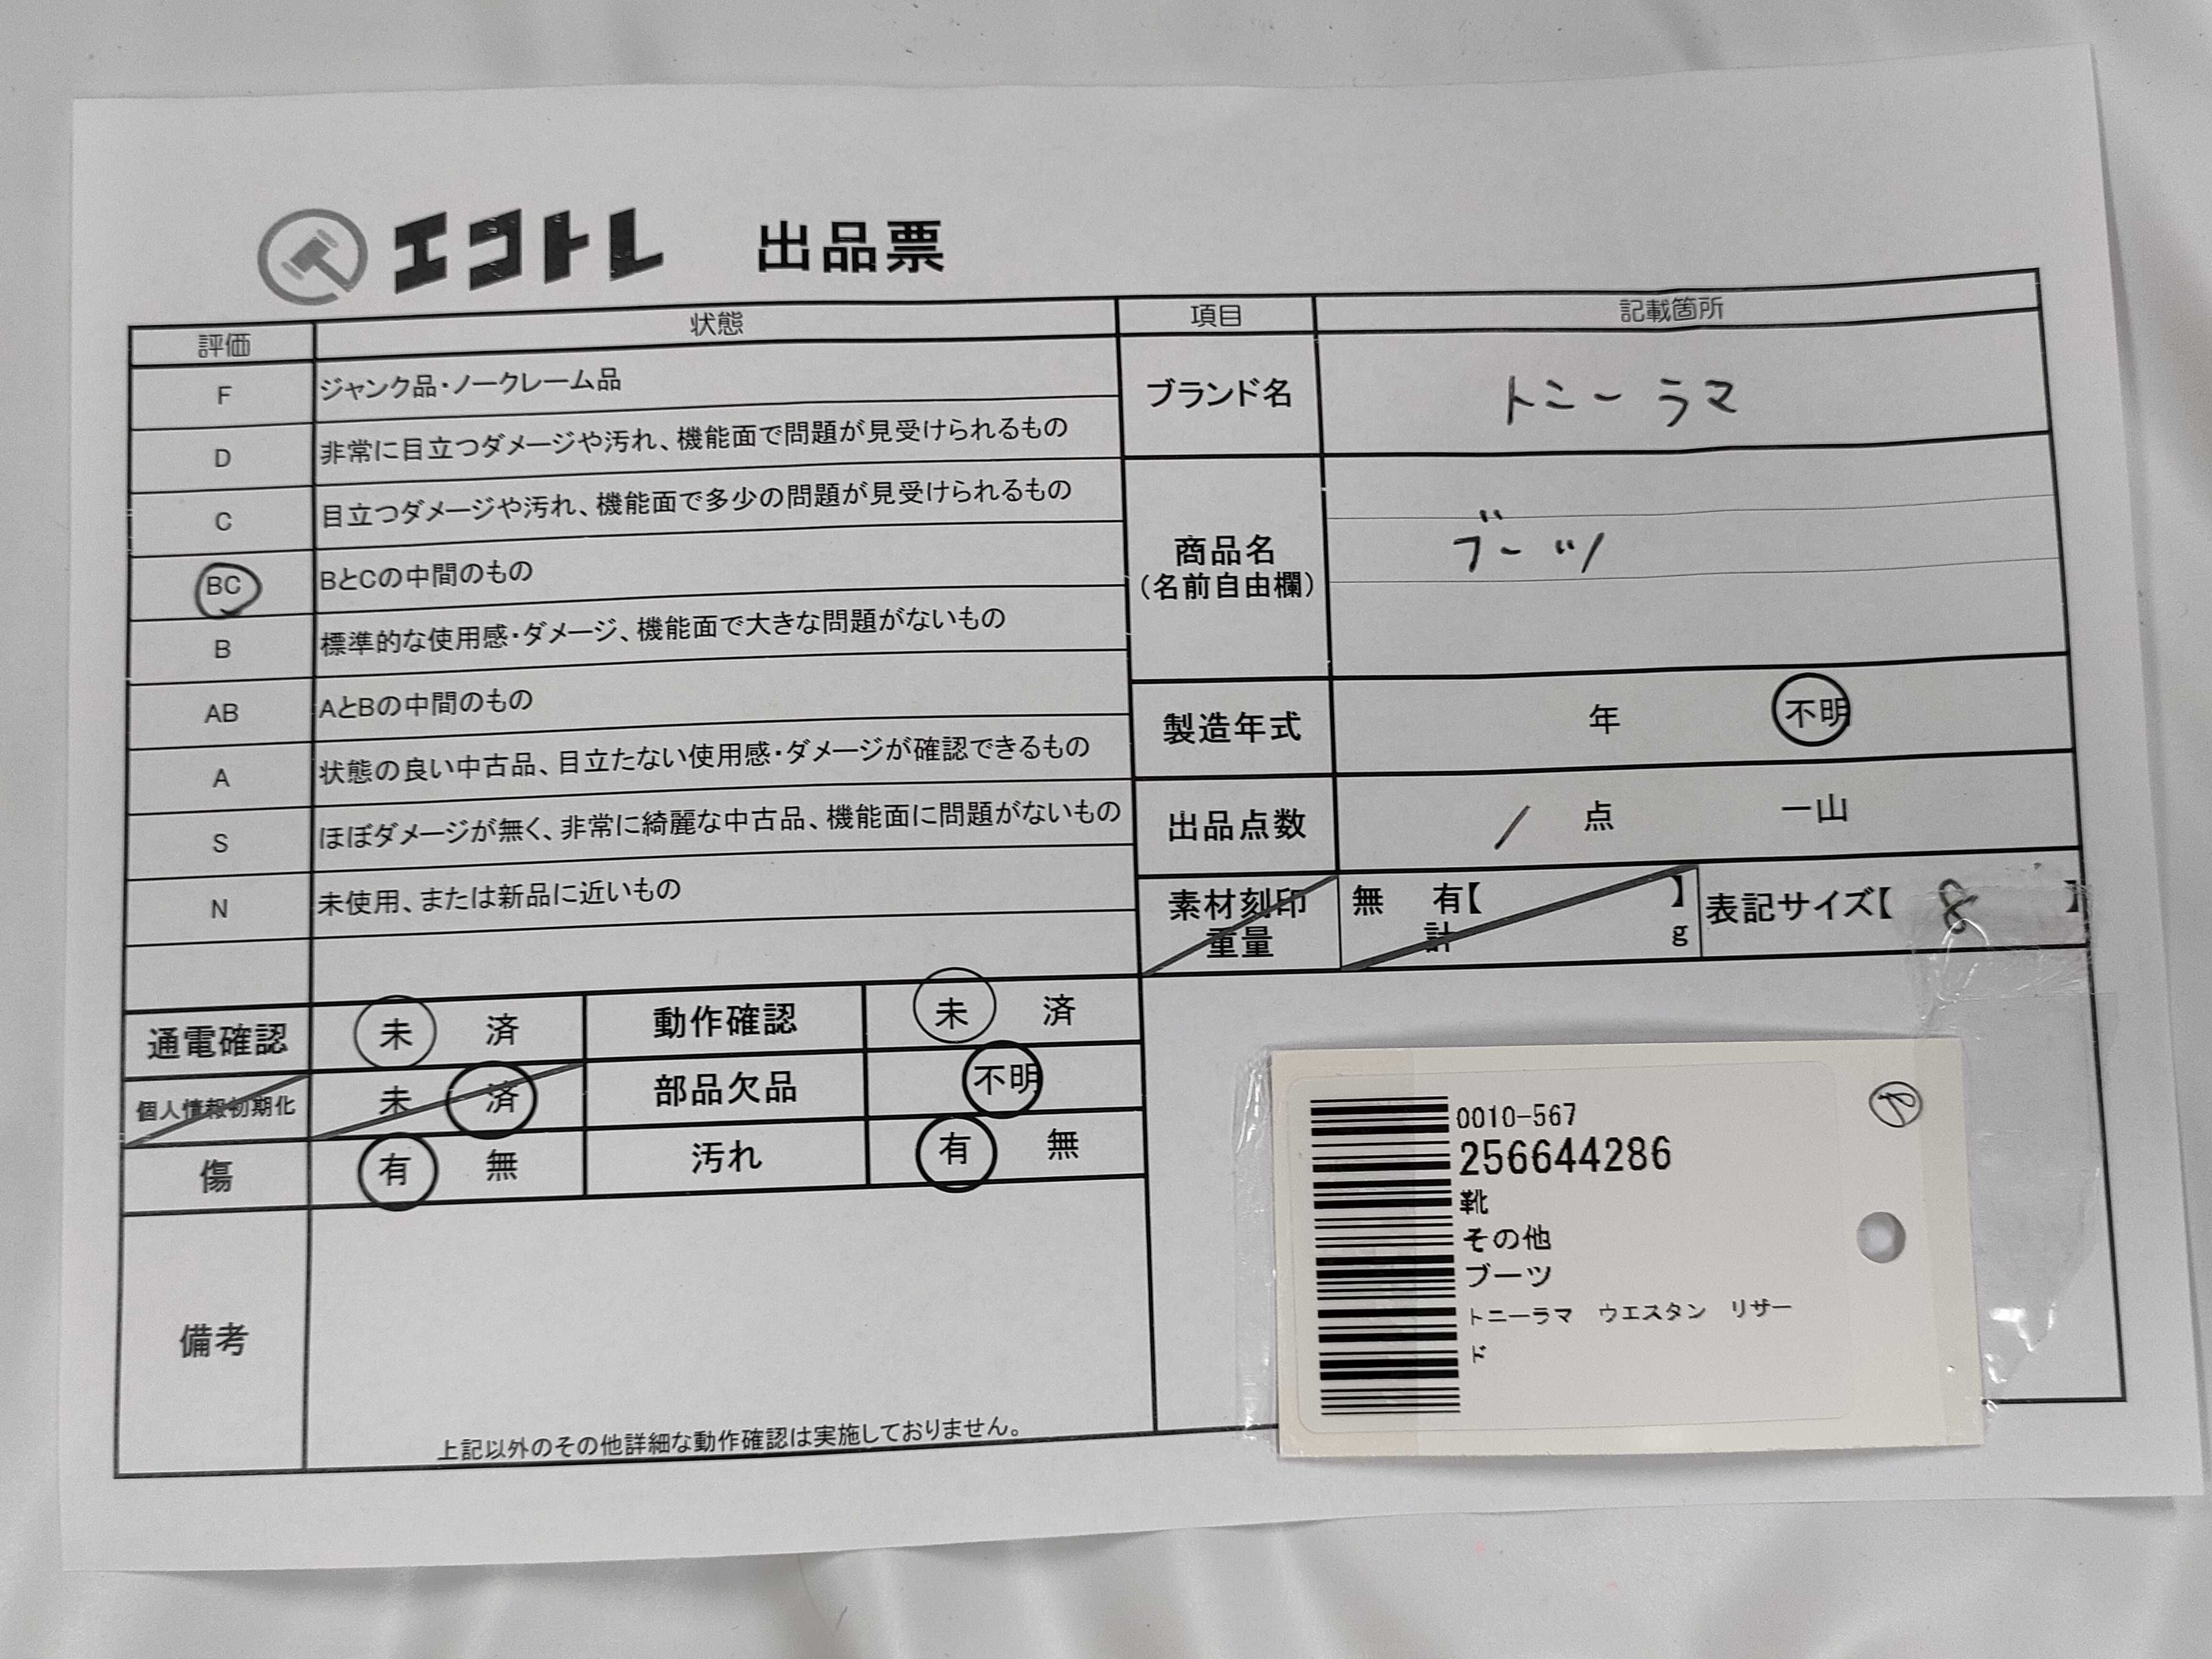 エコトレ 出品票
評価 状態 項目 記載箇所
F ジャンク品・ノークレーム品
D 非常に目立つダメージや汚れ、機能面で問題が見受けられるもの
C 目立つダメージや汚れ、機能面で多少の問題が見受けられるもの
BC BとCの中間のもの
B 標準的な使用感・ダメージ、機能面で大きな問題がないもの
AB AとBの中間のもの
A 状態の良い中古品、目立たない使用感・ダメージが確認できるもの
S ほぼダメージが無く、非常に綺麗な中古品、機能面に問題がないもの
N 未使用、または新品に近いもの
ブランド名 トニーラマ
商品名 ブーツ
(名前自由欄)
製造年式 年 不明
出品点数 / 点 一山
素材刻印 無 有【 】 表記サイズ【 8 】
重量 計 g
通電確認 未 済 動作確認 未 済
個人情報初期化 未 済 部品欠品 不明
傷 有 無 汚れ 有 無
備考
上記以外のその他詳細な動作確認は実施しておりません。
0010-567
256644286
靴
その他
ブーツ
トニーラマ ウエスタン リザー
ド